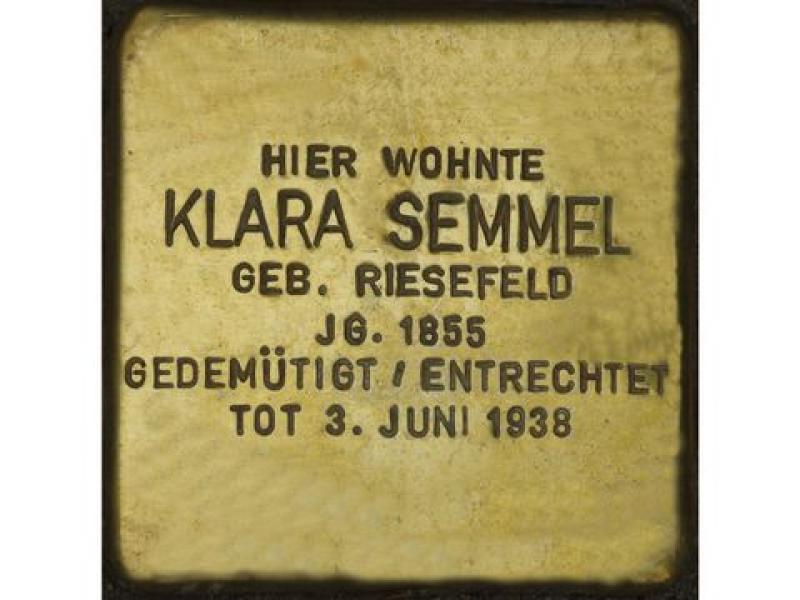 HIER WOHNTE
KLARA SEMMEL
GEB. RIESEFELD
JG. 1855
GEDEMÜTIGT / ENTRECHTET
TOT 3. JUNI 1938